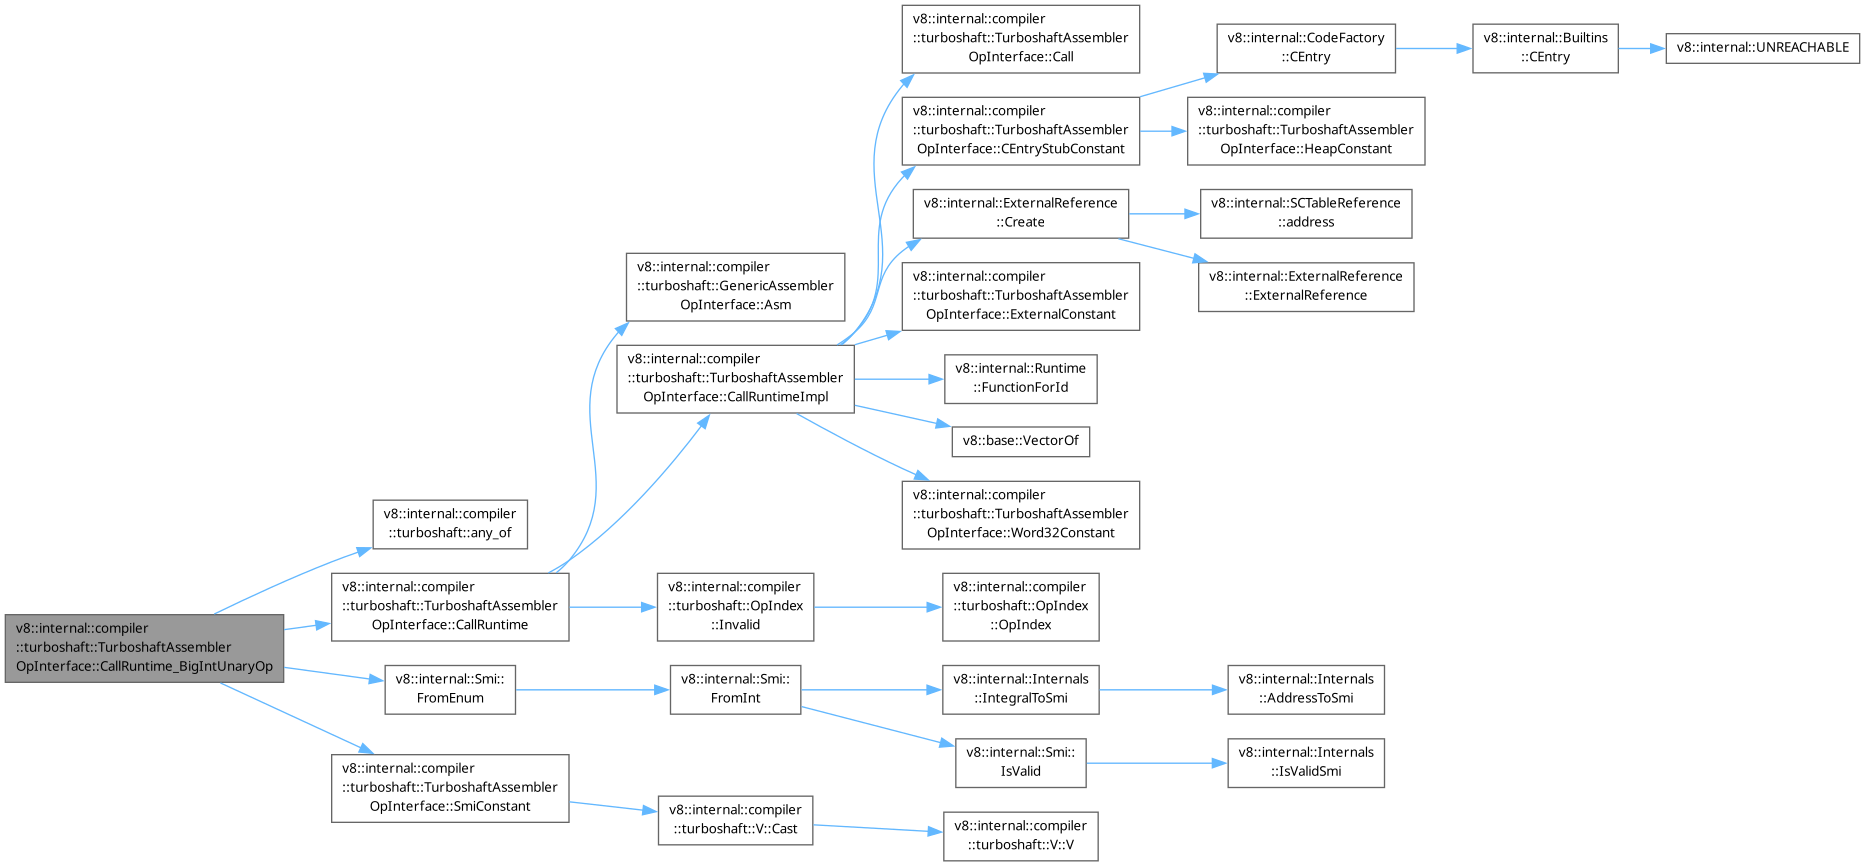 v8::internal::compiler
::turboshaft::TurboshaftAssembler
OpInterface::CallRuntime_BigIntUnaryOp
v8::internal::compiler
::turboshaft::any_of
v8::internal::compiler
::turboshaft::TurboshaftAssembler
OpInterface::CallRuntime
v8::internal::Smi::
FromEnum
v8::internal::compiler
::turboshaft::TurboshaftAssembler
OpInterface::SmiConstant
v8::internal::compiler
::turboshaft::GenericAssembler
OpInterface::Asm
v8::internal::compiler
::turboshaft::TurboshaftAssembler
OpInterface::CallRuntimeImpl
v8::internal::compiler
::turboshaft::OpIndex
::Invalid
v8::internal::Smi::
FromInt
v8::internal::compiler
::turboshaft::V::Cast
v8::internal::compiler
::turboshaft::TurboshaftAssembler
OpInterface::Call
v8::internal::compiler
::turboshaft::TurboshaftAssembler
OpInterface::CEntryStubConstant
v8::internal::ExternalReference
::Create
v8::internal::compiler
::turboshaft::TurboshaftAssembler
OpInterface::ExternalConstant
v8::internal::Runtime
::FunctionForId
v8::base::VectorOf
v8::internal::compiler
::turboshaft::TurboshaftAssembler
OpInterface::Word32Constant
v8::internal::compiler
::turboshaft::OpIndex
::OpIndex
v8::internal::Internals
::IntegralToSmi
v8::internal::Smi::
IsValid
v8::internal::compiler
::turboshaft::V::V
v8::internal::CodeFactory
::CEntry
v8::internal::compiler
::turboshaft::TurboshaftAssembler
OpInterface::HeapConstant
v8::internal::SCTableReference
::address
v8::internal::ExternalReference
::ExternalReference
v8::internal::Internals
::AddressToSmi
v8::internal::Internals
::IsValidSmi
v8::internal::Builtins
::CEntry
v8::internal::UNREACHABLE